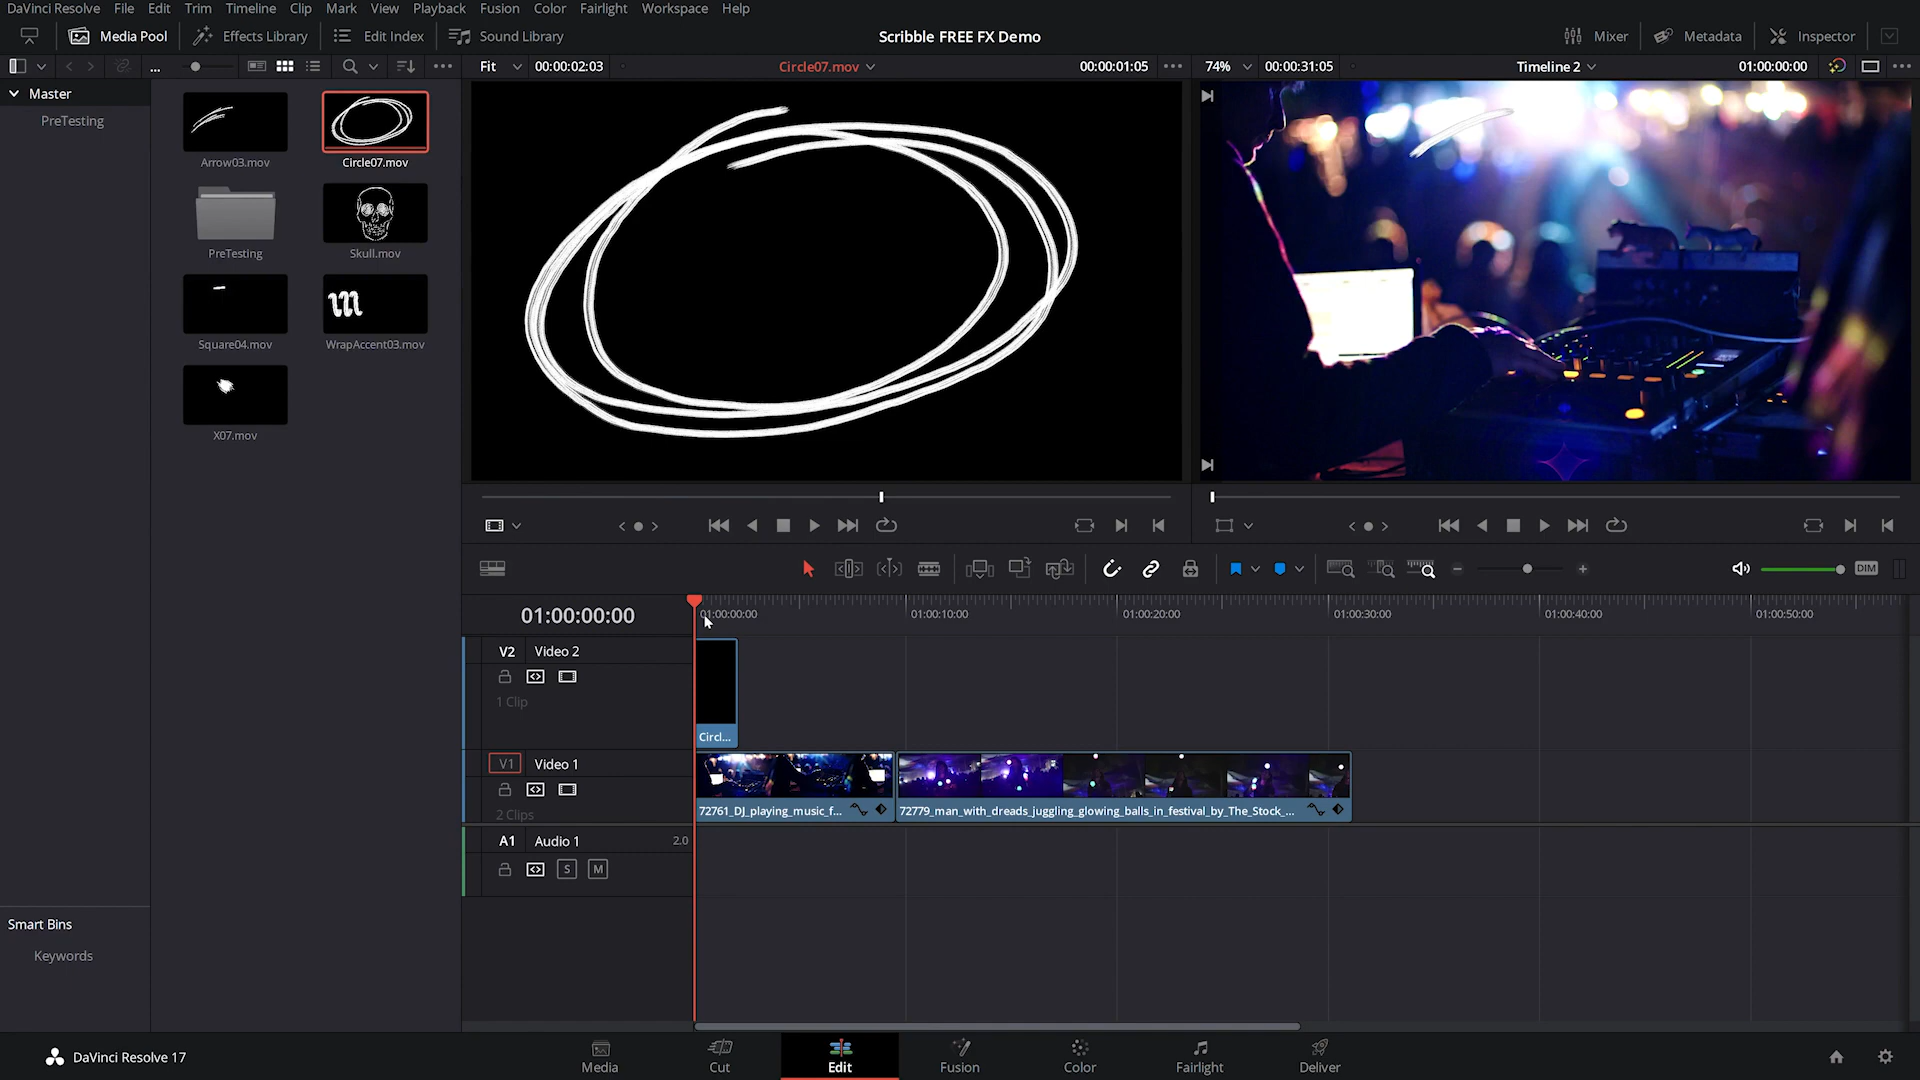 DaVinci Resolve File Edit Trim Timeline Clip Mark View Playback Fusion Color Fairlight Workspace Help
Media Pool Effects Library Edit Index Sound Library Scribble FREE FX Demo Mixer Metadata Inspector
... Fit 00:00:02:03 Circle07.mov 00:00:01:05 74% 00:00:31:05 Timeline 2 01:00:00:00
Master
PreTesting
Arrow03.mov Circle07.mov
PreTesting Skull.mov
Square04.mov WrapAccent03.mov
X07.mov
DIM
01:00:00:00 01:00:00:00 01:00:10:00 01:00:20:00 01:00:30:00 01:00:40:00 01:00:50:00
V2 Video 2
1 Clip
Circl...
V1 Video 1
2 Clips 72761_DJ_playing_music_f... 72779_man_with_dreads_juggling_glowing_balls_in_festival_by_The_Stock_...
A1 Audio 1 2.0
S M
Smart Bins
Keywords
DaVinci Resolve 17 Media Cut Edit Fusion Color Fairlight Deliver